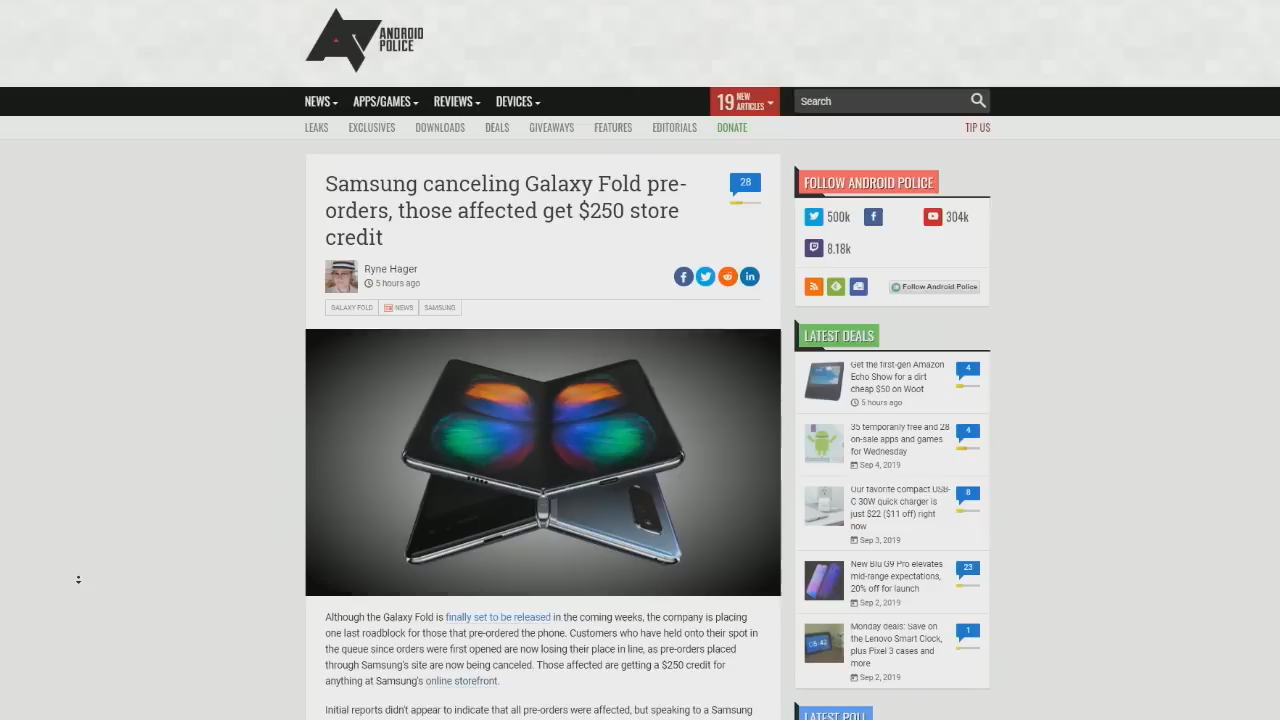 ANDROID
POLICE
NEWS APPS/GAMES REVIEWS DEVICES
19 NEW ARTICLES
Search
LEAKS EXCLUSIVES DOWNLOADS DEALS GIVEAWAYS FEATURES EDITORIALS DONATE TIP US
Samsung canceling Galaxy Fold pre-
orders, those affected get $250 store
credit
28
Ryne Hager
5 hours ago
GALAXY FOLD NEWS SAMSUNG
Although the Galaxy Fold is finally set to be released in the coming weeks, the company is placing
one last roadblock for those that pre-ordered the phone. Customers who have held onto their spot in
the queue since orders were first opened are now losing their place in line, as pre-orders placed
through Samsung's site are now being canceled. Those affected are getting a $250 credit for
anything at Samsung's online storefront.
Initial reports didn't appear to indicate that all pre-orders were affected, but speaking to a Samsung
FOLLOW ANDROID POLICE
500k 304k
8.18k
Follow Android Police
LATEST DEALS
Get the first-gen Amazon
Echo Show for a dirt
cheap $50 on Woot
5 hours ago
4
35 temporarily free and 28
on-sale apps and games
for Wednesday
Sep 4, 2019
4
Our favorite compact USB-
C 30W quick charger is
just $22 ($11 off) right
now
Sep 3, 2019
8
New Blu G9 Pro elevates
mid-range expectations,
20% off for launch
Sep 2, 2019
23
Monday deals: Save on
the Lenovo Smart Clock,
plus Pixel 3 cases and
more
Sep 2, 2019
1
LATEST POLL